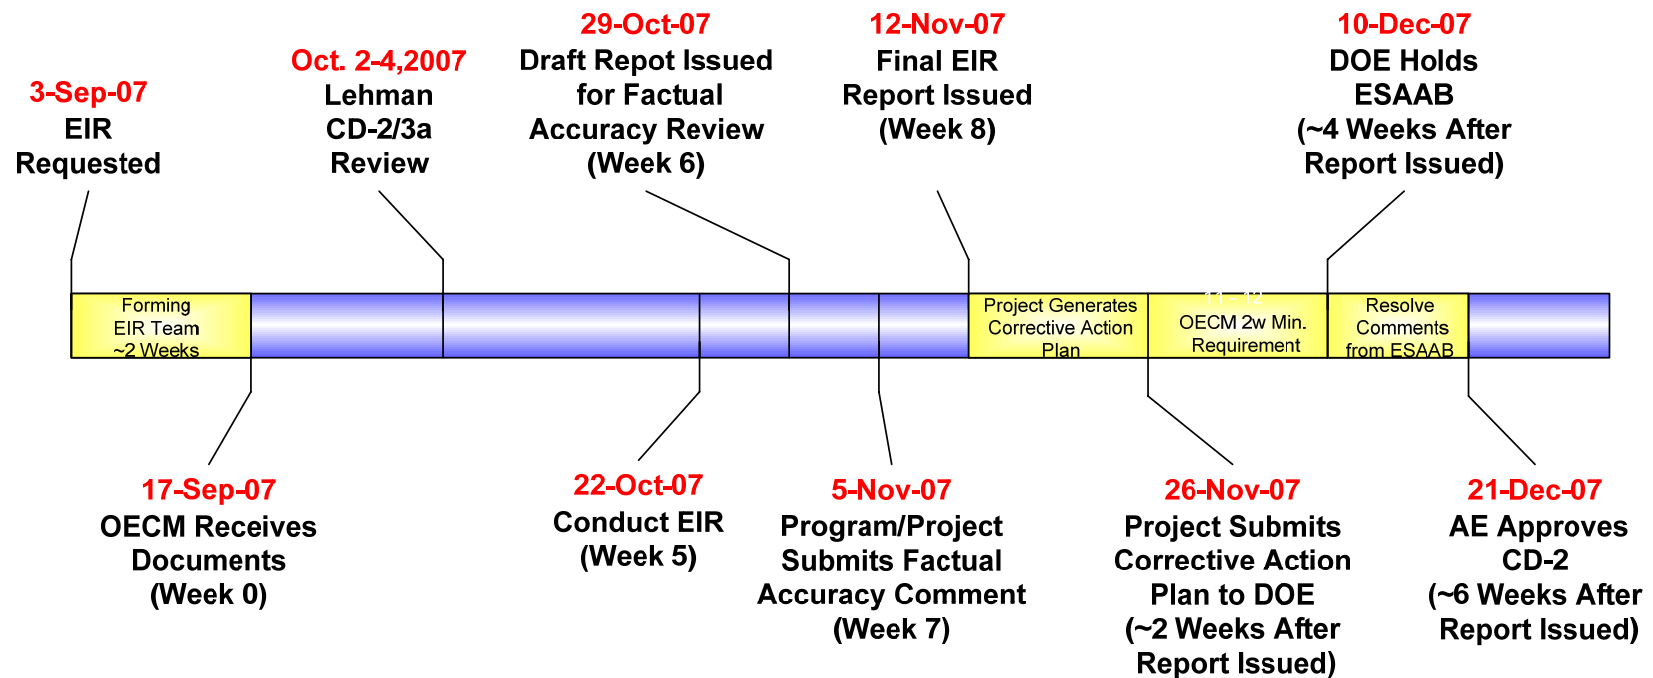 3-Sep-07
EIR
Requested
Oct. 2-4,2007
Lehman
CD-2/3a
Review
29-Oct-07
Draft Repot Issued
for Factual
Accuracy Review
(Week 6)
12-Nov-07
Final EIR
Report Issued
(Week 8)
10-Dec-07
DOE Holds
ESAAB
(~4 Weeks After
Report Issued)
Forming
EIR Team
~2 Weeks
Project Generates
Corrective Action
Plan
11 - 12
OECM 2w Min.
Requirement
Resolve
Comments
from ESAAB
17-Sep-07
OECM Receives
Documents
(Week 0)
22-Oct-07
Conduct EIR
(Week 5)
5-Nov-07
Program/Project
Submits Factual
Accuracy Comment
(Week 7)
26-Nov-07
Project Submits
Corrective Action
Plan to DOE
(~2 Weeks After
Report Issued)
21-Dec-07
AE Approves
CD-2
(~6 Weeks After
Report Issued)